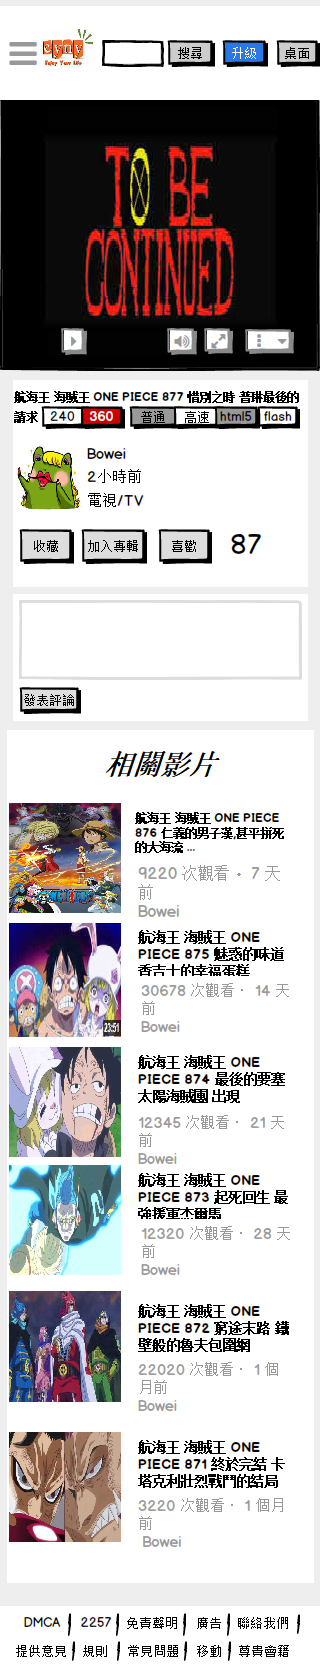 eyny
Enjoy Your Life
搜尋
升級
桌面
TO BE
CONTINUED
航海王 海賊王 ONE PIECE 877 惜別之時 普琳最後的
請求 240 360 普通 高速 html5 flash
Bowei
2小時前
電視/TV
收藏 加入專輯 喜歡 87
發表評論
相關影片
航海王 海賊王 ONE PIECE
876 仁義的男子漢,甚平拼死
的大海流 ...
9220 次觀看 · 7 天
前
Bowei
航海王 海賊王 ONE
PIECE 875 魅惑的味道
香吉士的幸福蛋糕
30678 次觀看 · 14 天
前
Bowei
23:51
航海王 海賊王 ONE
PIECE 874 最後的要塞
太陽海賊團 出現
12345 次觀看 · 21 天
前
Bowei
航海王 海賊王 ONE
PIECE 873 起死回生 最
強援軍杰爾馬
12320 次觀看 · 28 天
前
Bowei
航海王 海賊王 ONE
PIECE 872 窮途末路 鐵
壁般的魯夫包圍網
22020 次觀看 · 1 個
月前
Bowei
航海王 海賊王 ONE
PIECE 871 終於完結 卡
塔克利壯烈戰鬥的結局
3220 次觀看 · 1 個月
前
Bowei
DMCA | 2257 | 免責聲明 | 廣告 | 聯絡我們 |
提供意見 | 規則 | 常見問題 | 移動 | 尊貴會籍